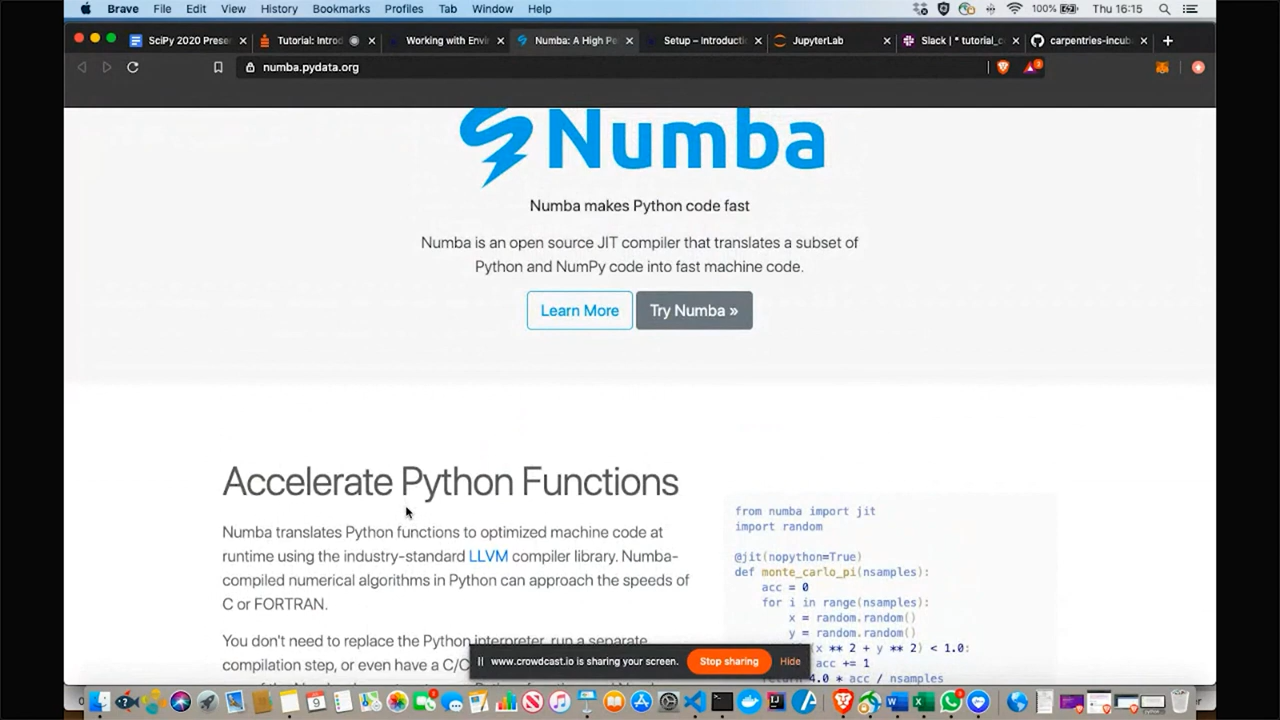 Brave File Edit View History Bookmarks Profiles Tab Window Help 100% Thu 16:15
SciPy 2020 Prese Tutorial: Introd Working with Envi Numba: A High Pe Setup – Introductio JupyterLab Slack | * tutorial_c carpentries-incub
numba.pydata.org
Numba
Numba makes Python code fast
Numba is an open source JIT compiler that translates a subset of
Python and NumPy code into fast machine code.
Learn More Try Numba »
Accelerate Python Functions
Numba translates Python functions to optimized machine code at
runtime using the industry-standard LLVM compiler library. Numba-
compiled numerical algorithms in Python can approach the speeds of
C or FORTRAN.
You don't need to replace the Python interpreter, run a separate
compilation step, or even have a C/C
from numba import jit
import random
@jit(nopython=True)
def monte_carlo_pi(nsamples):
acc = 0
for i in range(nsamples):
x = random.random()
y = random.random()
(x ** 2 + y ** 2) < 1.0:
acc += 1
return 4.0 * acc / nsamples
www.crowdcast.io is sharing your screen. Stop sharing Hide